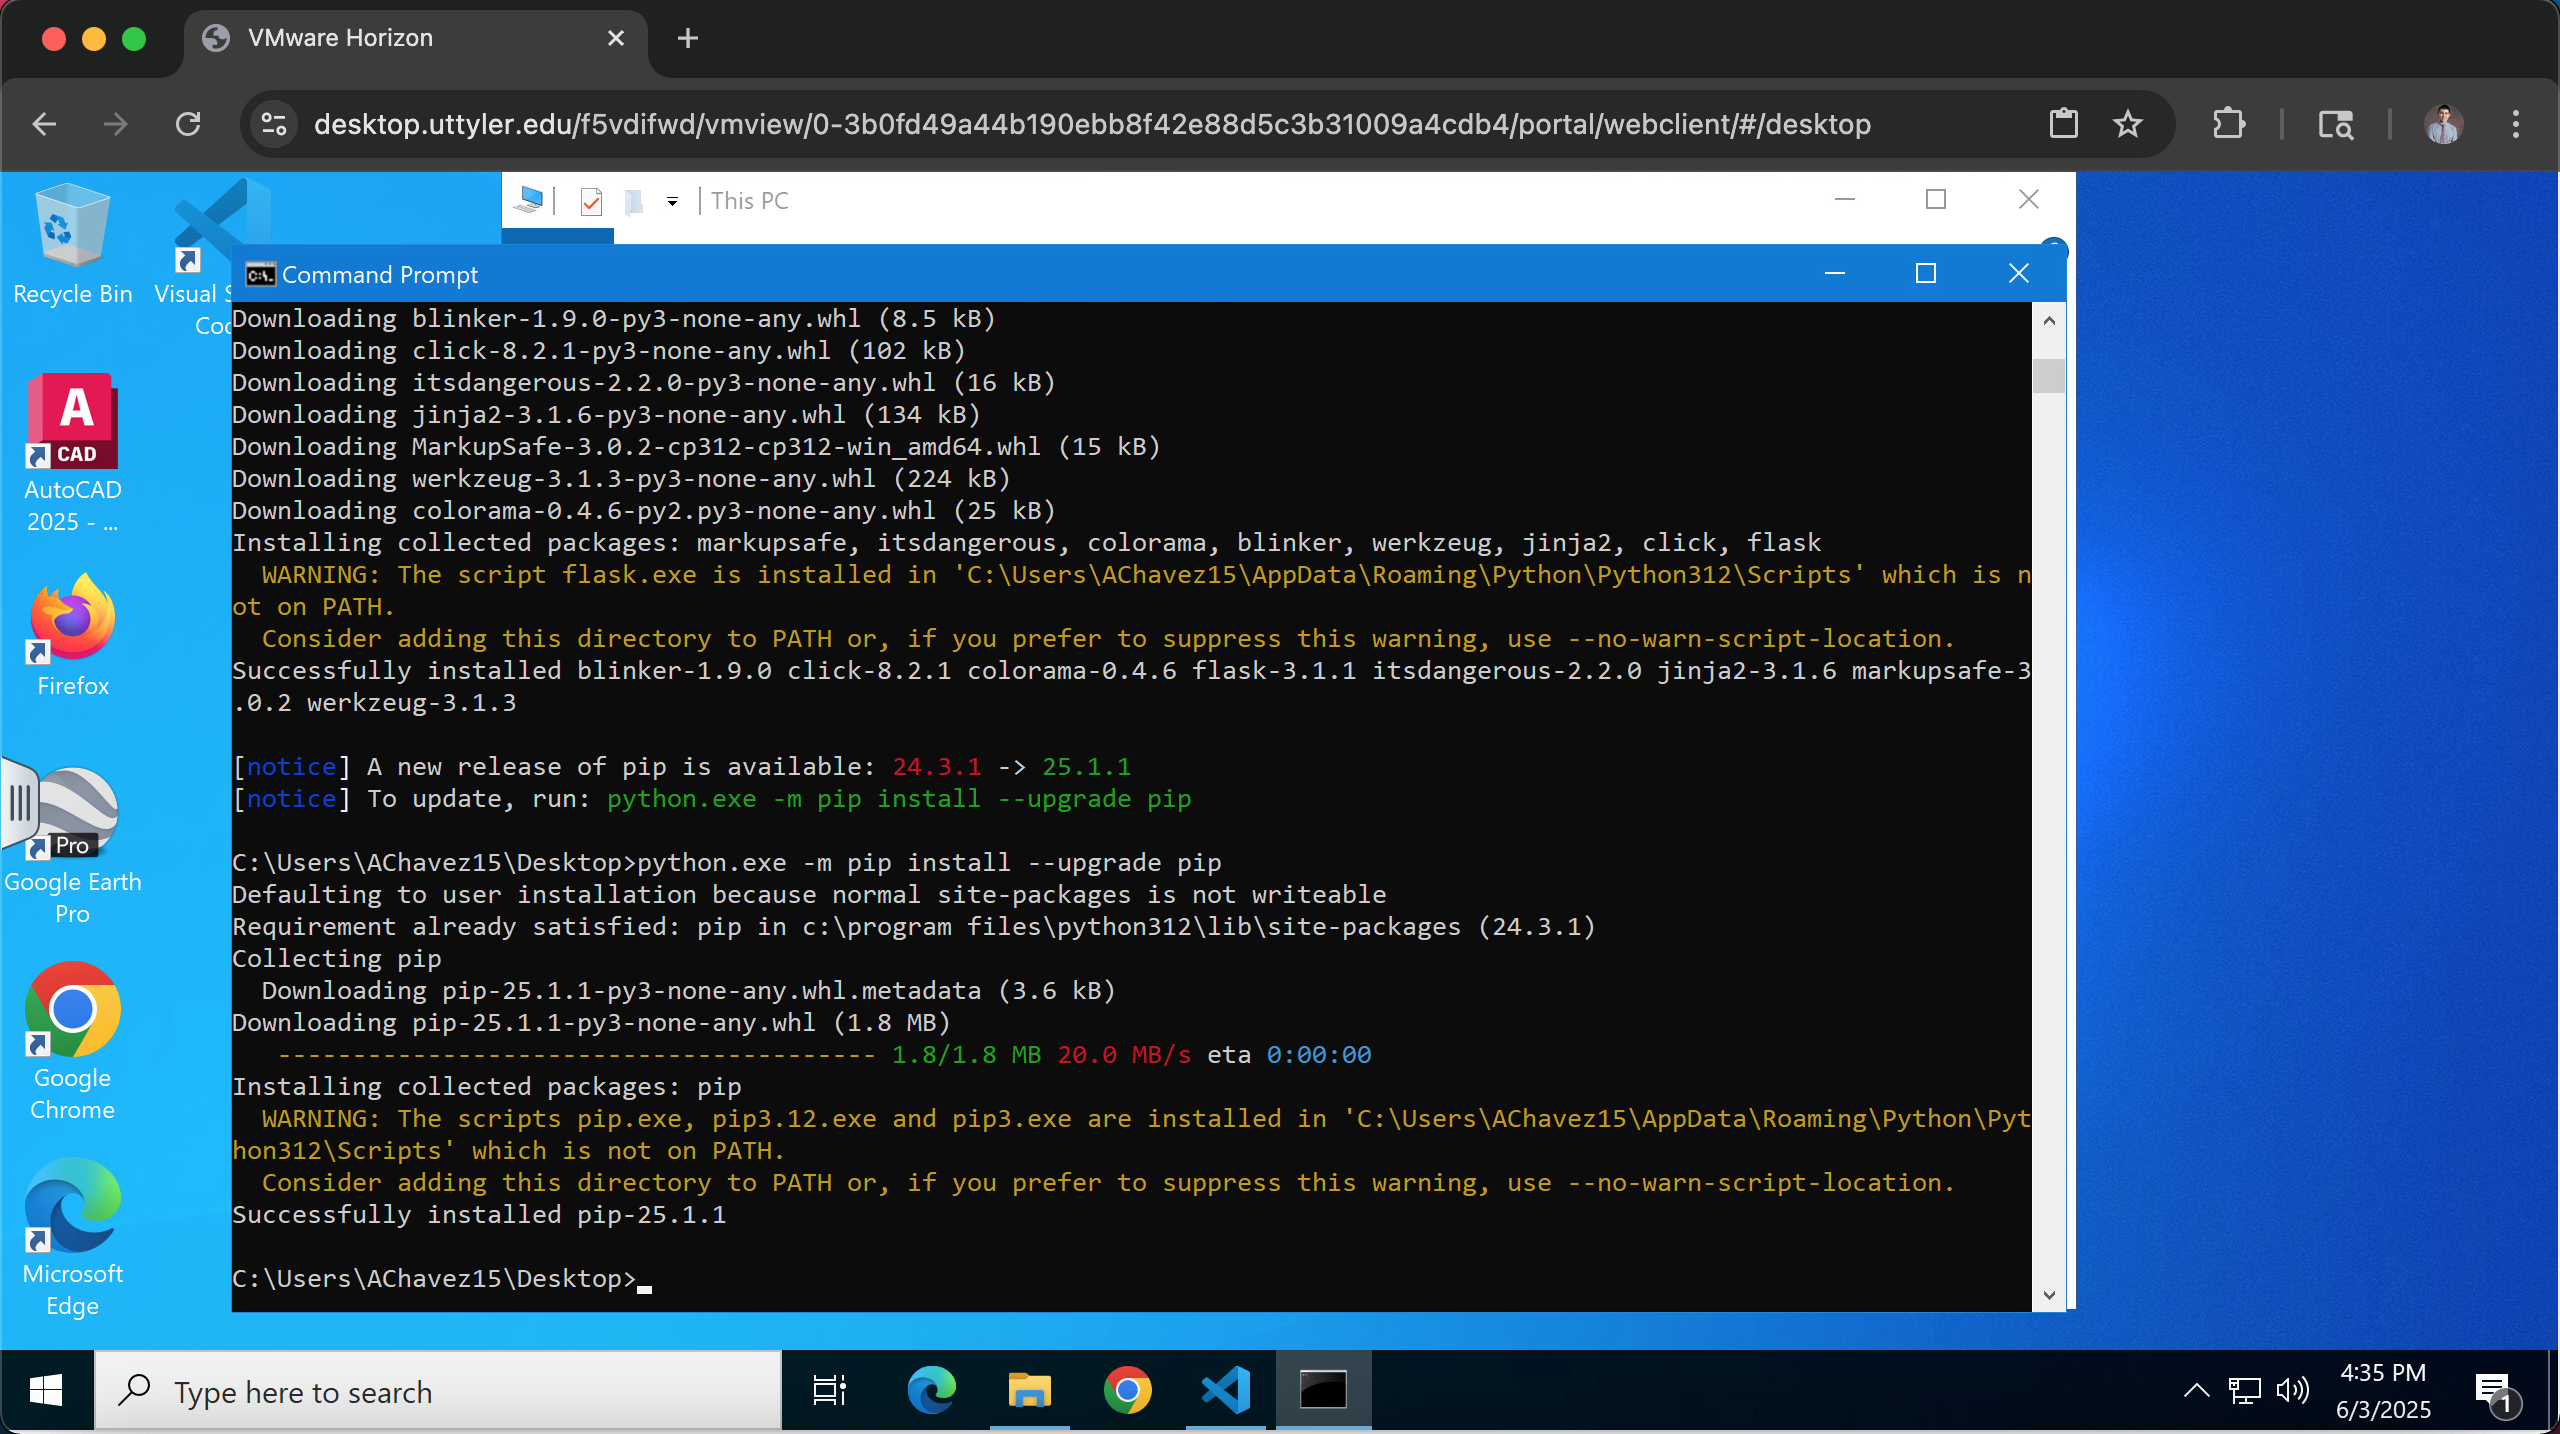 VMware Horizon
desktop.uttyler.edu/f5vdifwd/vmview/0-3b0fd49a44b190ebb8f42e88d5c3b31009a4cdb4/portal/webclient/#/desktop
This PC
Recycle Bin
Visual S
Cod
AutoCAD
2025 - ...
A
CAD
Firefox
Pro
Google Earth
Pro
Google
Chrome
Microsoft
Edge
C:\.
Command Prompt
Downloading blinker-1.9.0-py3-none-any.whl (8.5 kB)
Downloading click-8.2.1-py3-none-any.whl (102 kB)
Downloading itsdangerous-2.2.0-py3-none-any.whl (16 kB)
Downloading jinja2-3.1.6-py3-none-any.whl (134 kB)
Downloading MarkupSafe-3.0.2-cp312-cp312-win_amd64.whl (15 kB)
Downloading werkzeug-3.1.3-py3-none-any.whl (224 kB)
Downloading colorama-0.4.6-py2.py3-none-any.whl (25 kB)
Installing collected packages: markupsafe, itsdangerous, colorama, blinker, werkzeug, jinja2, click, flask
  WARNING: The script flask.exe is installed in 'C:\Users\AChavez15\AppData\Roaming\Python\Python312\Scripts' which is n
ot on PATH.
  Consider adding this directory to PATH or, if you prefer to suppress this warning, use --no-warn-script-location.
Successfully installed blinker-1.9.0 click-8.2.1 colorama-0.4.6 flask-3.1.1 itsdangerous-2.2.0 jinja2-3.1.6 markupsafe-3
.0.2 werkzeug-3.1.3
[notice] A new release of pip is available: 24.3.1 -> 25.1.1
[notice] To update, run: python.exe -m pip install --upgrade pip
C:\Users\AChavez15\Desktop>python.exe -m pip install --upgrade pip
Defaulting to user installation because normal site-packages is not writeable
Requirement already satisfied: pip in c:\program files\python312\lib\site-packages (24.3.1)
Collecting pip
  Downloading pip-25.1.1-py3-none-any.whl.metadata (3.6 kB)
Downloading pip-25.1.1-py3-none-any.whl (1.8 MB)
   ---------------------------------------- 1.8/1.8 MB 20.0 MB/s eta 0:00:00
Installing collected packages: pip
  WARNING: The scripts pip.exe, pip3.12.exe and pip3.exe are installed in 'C:\Users\AChavez15\AppData\Roaming\Python\Pyt
hon312\Scripts' which is not on PATH.
  Consider adding this directory to PATH or, if you prefer to suppress this warning, use --no-warn-script-location.
Successfully installed pip-25.1.1
C:\Users\AChavez15\Desktop>
Type here to search
4:35 PM
6/3/2025
1